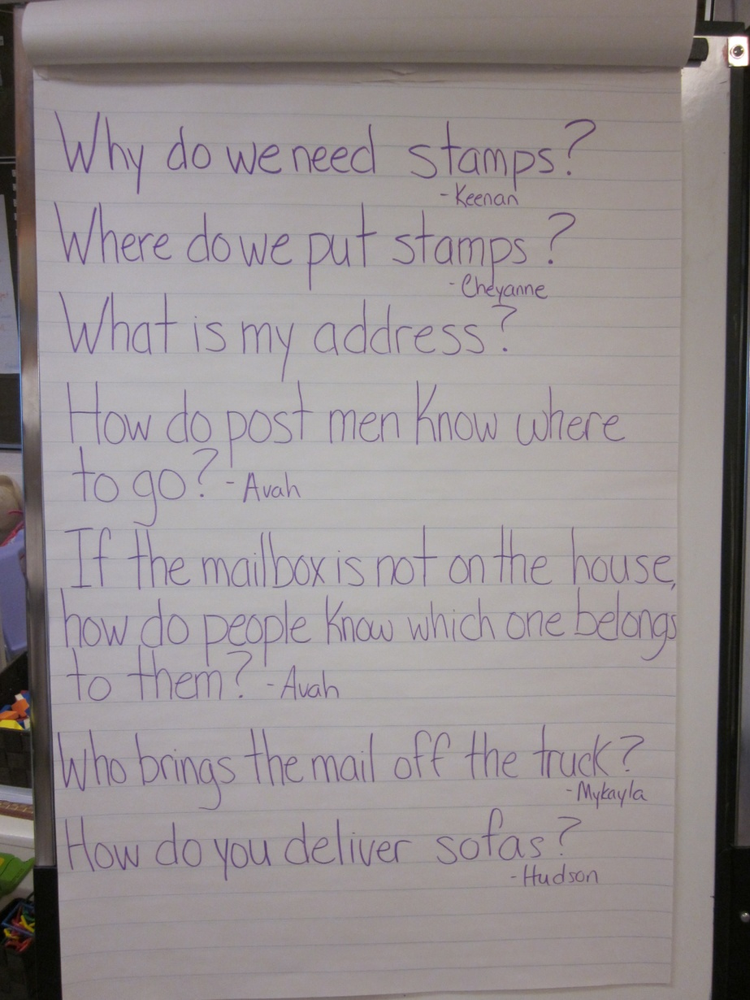 Why do we need stamps?
-Keenan
Where do we put stamps?
-Cheyanne
What is my address?
How do post men know where
to go? -Avah
If the mailbox is not on the house,
how do people know which one belongs
to them? -Avah
Who brings the mail off the truck?
-Mykayla
How do you deliver sofas?
-Hudson